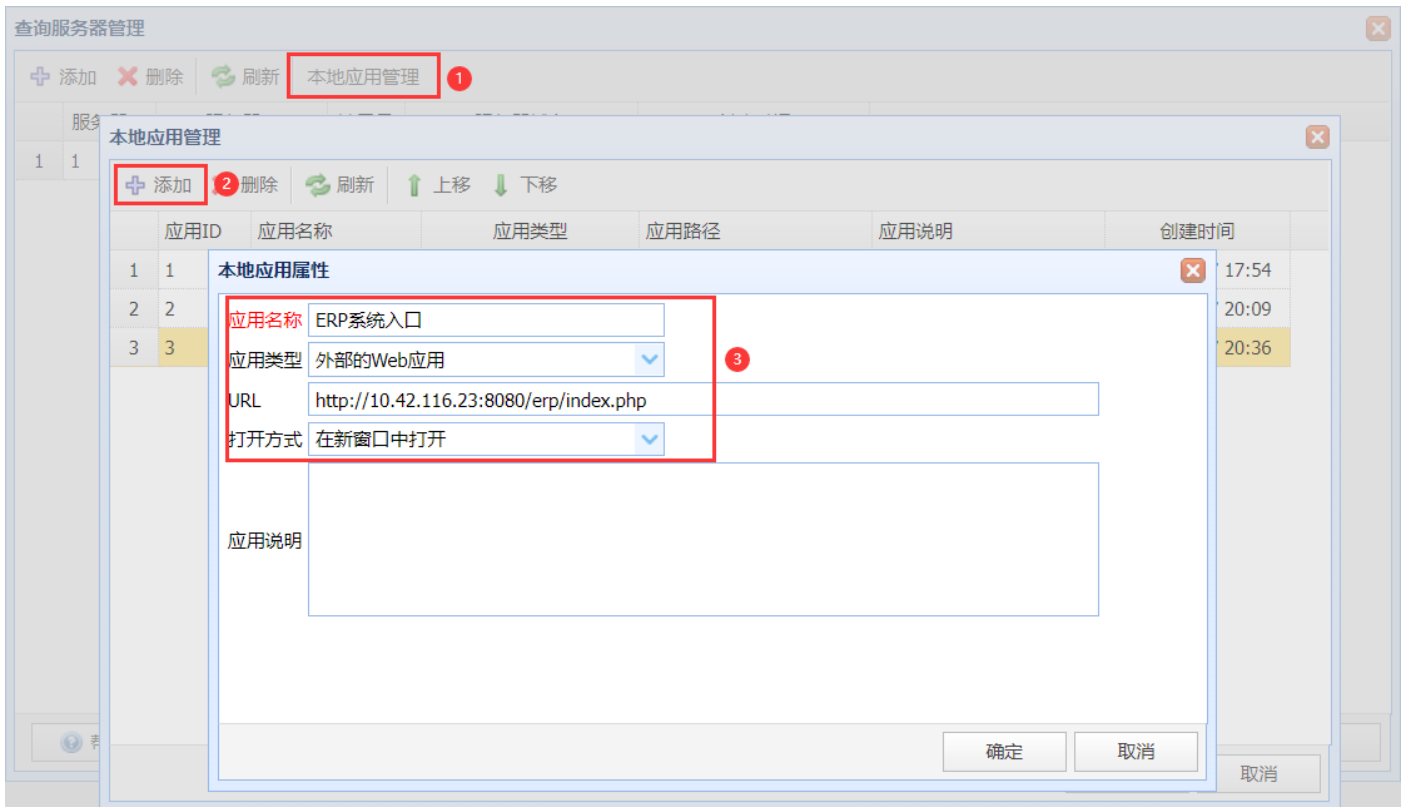 查询服务器管理
添加 删除 刷新 本地应用管理 1
本地应用管理
1 1
添加 2 删除 刷新 上移 下移
应用ID 应用名称 应用类型 应用路径 应用说明 创建时间
1 1 17:54
2 2 20:09
3 3 20:36
本地应用属性
应用名称 ERP系统入口
应用类型 外部的Web应用 3
URL http://10.42.116.23:8080/erp/index.php
打开方式 在新窗口中打开
应用说明
确定 取消
取消